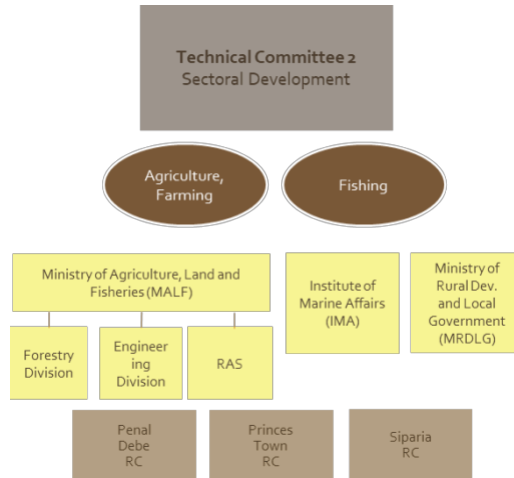 Technical Committee 2
Sectoral Development
Agriculture,
Farming
Fishing
Ministry of Agriculture, Land and
Fisheries (MALF)
Institute of
Marine Affairs
(IMA)
Ministry of
Rural Dev.
and Local
Government
(MRDLG)
Forestry
Division
Engineer
ing
Division
RAS
Penal
Debe
RC
Princes
Town
RC
Siparia
RC